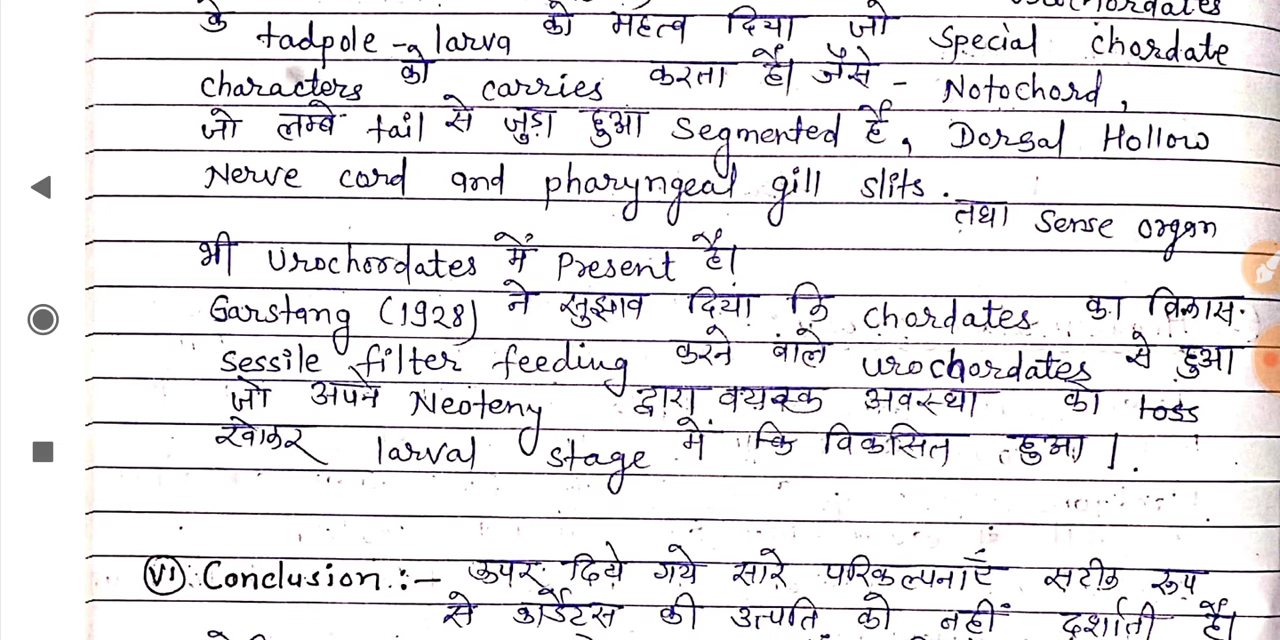 के tadpole-larva को महत्व दिया जो special chordate
characters को carries करता है। जैसे - Notochord,
जो लम्बे tail से जुड़ा हुआ segmented है, Dorsal Hollow
Nerve cord and pharyngeal gill slits.
तथा sense organ
भी Urochordates में Present है।
Garstang (1928) ने सुझाव दिया कि chordates का विकास
sessile filter feeding करने वाले urochordates से हुआ
जो अपने Neoteny द्वारा वयस्क अवस्था का loss
larval stage में कि विकसित हुआ।
(VI) Conclusion :- ऊपर दिये गये सारे परिकल्पनाएँ सटीक रूप
से कार्डेटस की उत्पति को नहीं दर्शाती है।